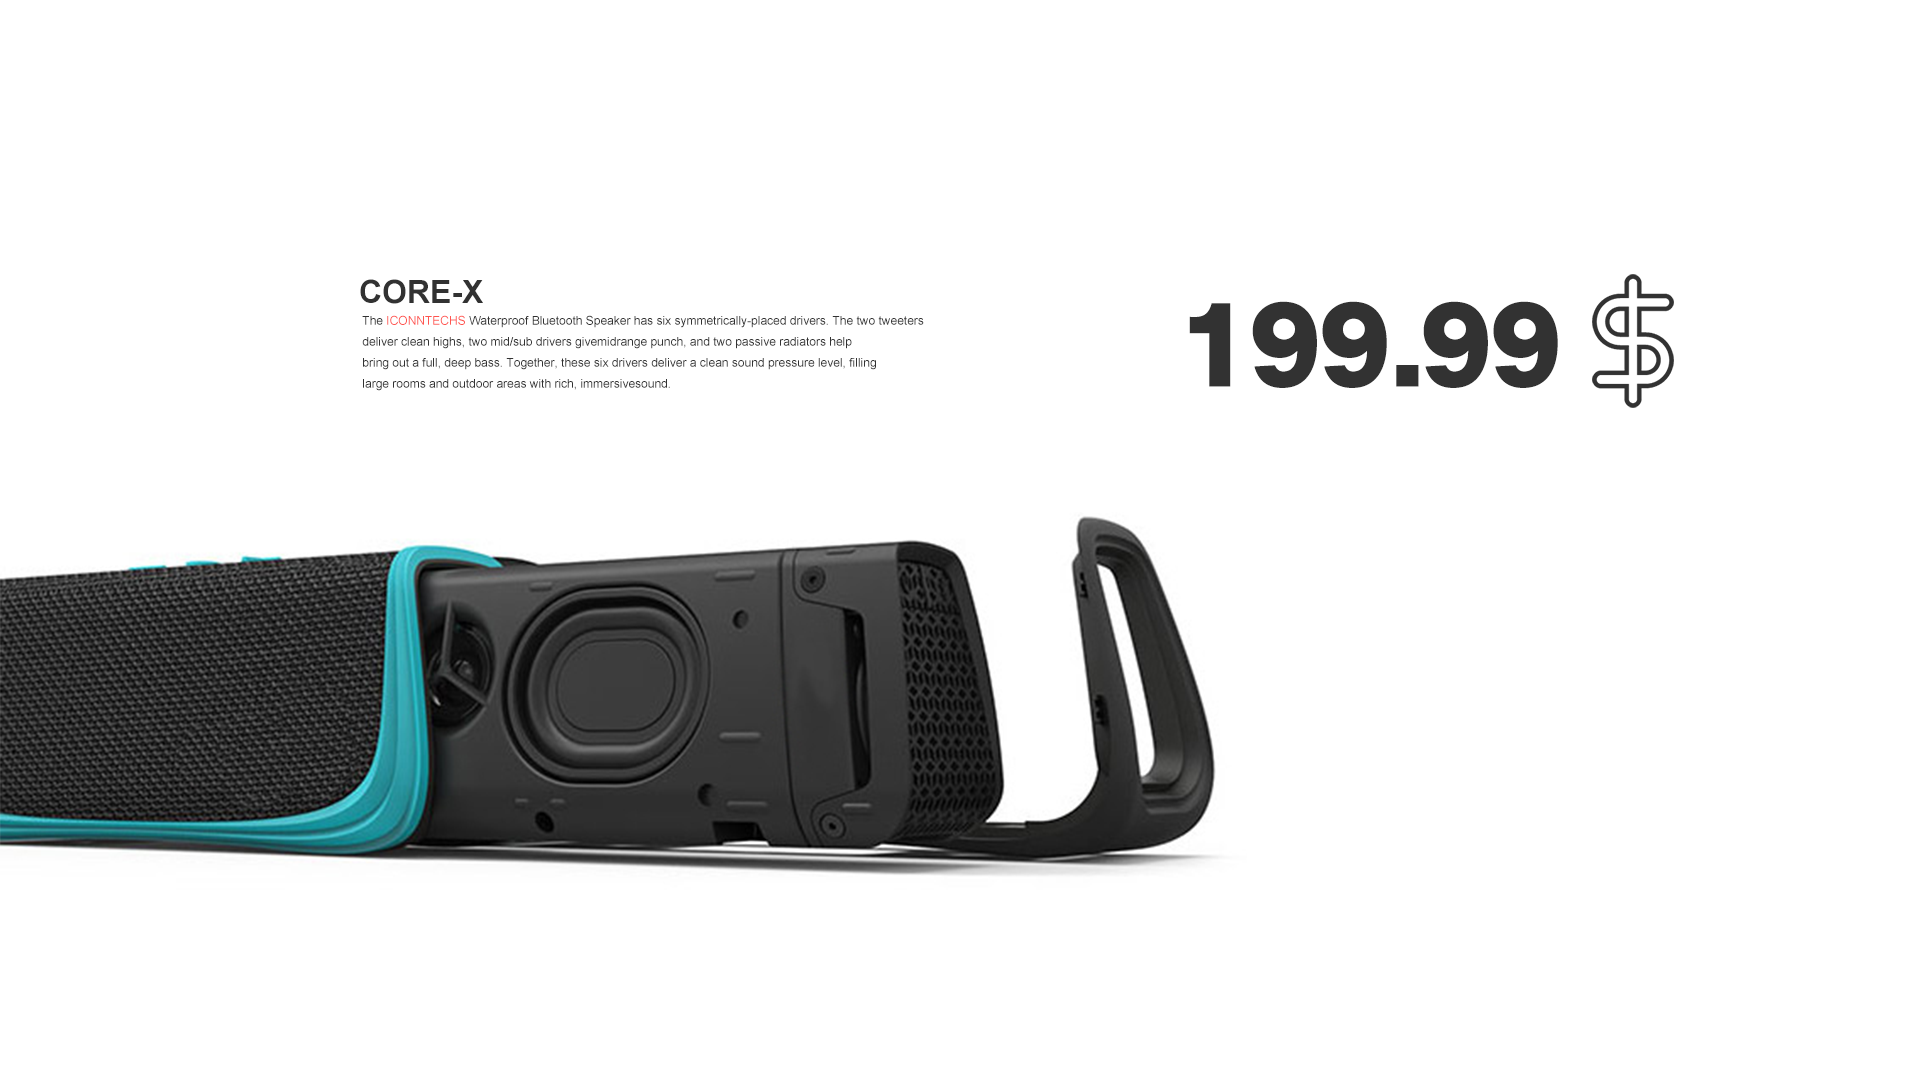 CORE-X
The ICONNTECHS Waterproof Bluetooth Speaker has six symmetrically-placed drivers. The two tweeters
deliver clean highs, two mid/sub drivers givemidrange punch, and two passive radiators help
bring out a full, deep bass. Together, these six drivers deliver a clean sound pressure level, filling
large rooms and outdoor areas with rich, immersivesound.
199.99 $